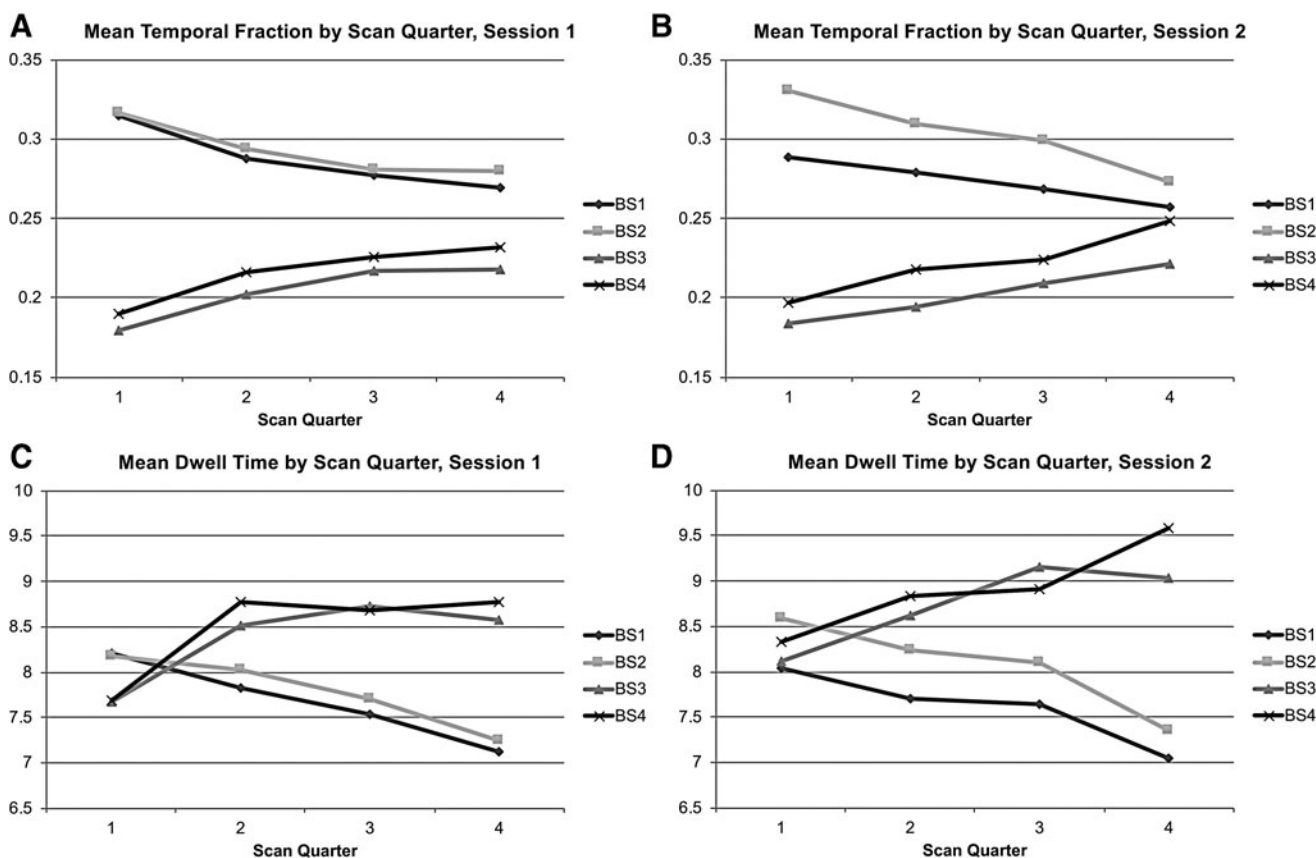 A
Mean Temporal Fraction by Scan Quarter, Session 1
0.35
0.3
0.25
0.2
0.15
1 2 3 4
Scan Quarter
BS1
BS2
BS3
BS4
B
Mean Temporal Fraction by Scan Quarter, Session 2
0.35
0.3
0.25
0.2
0.15
1 2 3 4
Scan Quarter
BS1
BS2
BS3
BS4
C
Mean Dwell Time by Scan Quarter, Session 1
10
9.5
9
8.5
8
7.5
7
6.5
1 2 3 4
Scan Quarter
BS1
BS2
BS3
BS4
D
Mean Dwell Time by Scan Quarter, Session 2
10
9.5
9
8.5
8
7.5
7
6.5
1 2 3 4
Scan Quarter
BS1
BS2
BS3
BS4